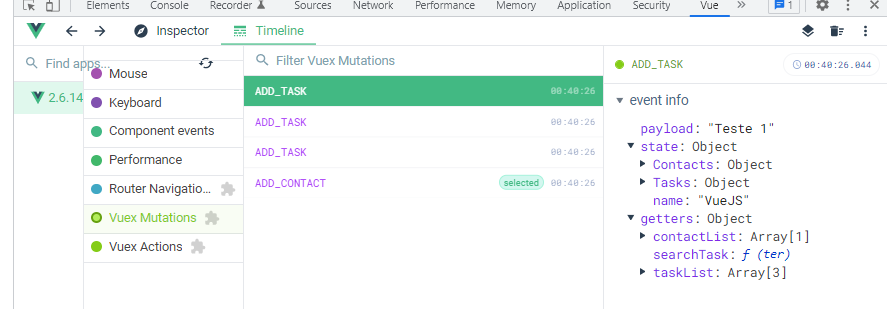 Elements Console Recorder Sources Network Performance Memory Application Security Vue 1
Inspector Timeline
Find apps...
2.6.14
Mouse
Keyboard
Component events
Performance
Router Navigatio...
Vuex Mutations
Vuex Actions
Filter Vuex Mutations
ADD_TASK 00:40:26
ADD_TASK 00:40:26
ADD_TASK 00:40:26
ADD_CONTACT selected 00:40:26
ADD_TASK 00:40:26.044
event info
payload: "Teste 1"
state: Object
Contacts: Object
Tasks: Object
name: "VueJS"
getters: Object
contactList: Array[1]
searchTask: ƒ (ter)
taskList: Array[3]